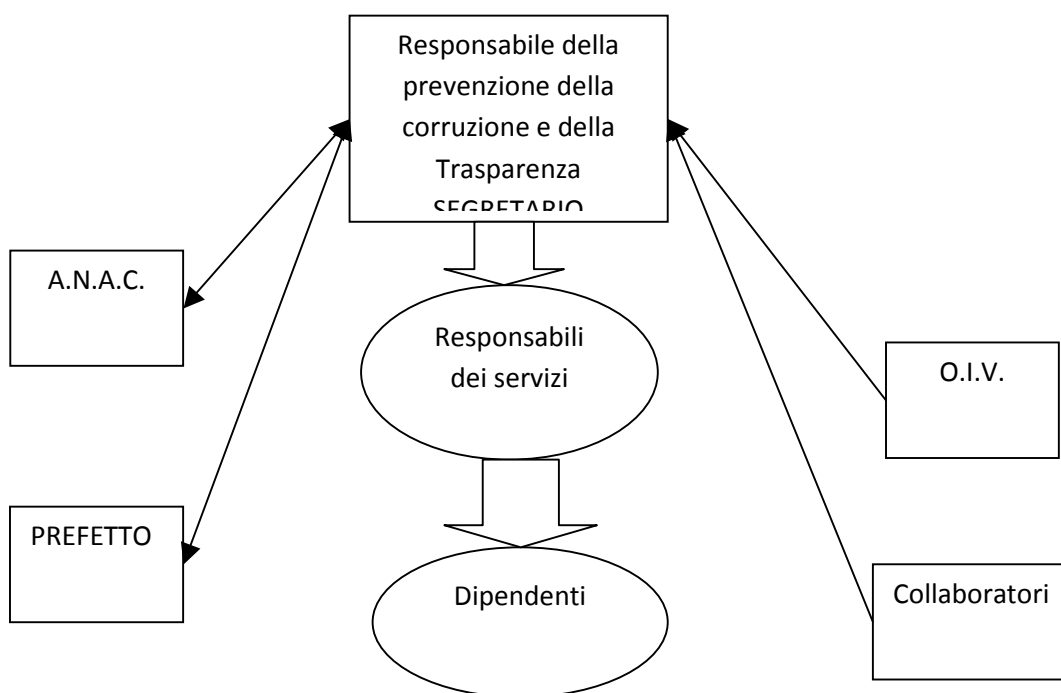 Responsabile della
prevenzione della
corruzione e della
Trasparenza
SEGRETARIO
A.N.A.C.
Responsabili
dei servizi
O.I.V.
PREFETTO
Dipendenti
Collaboratori